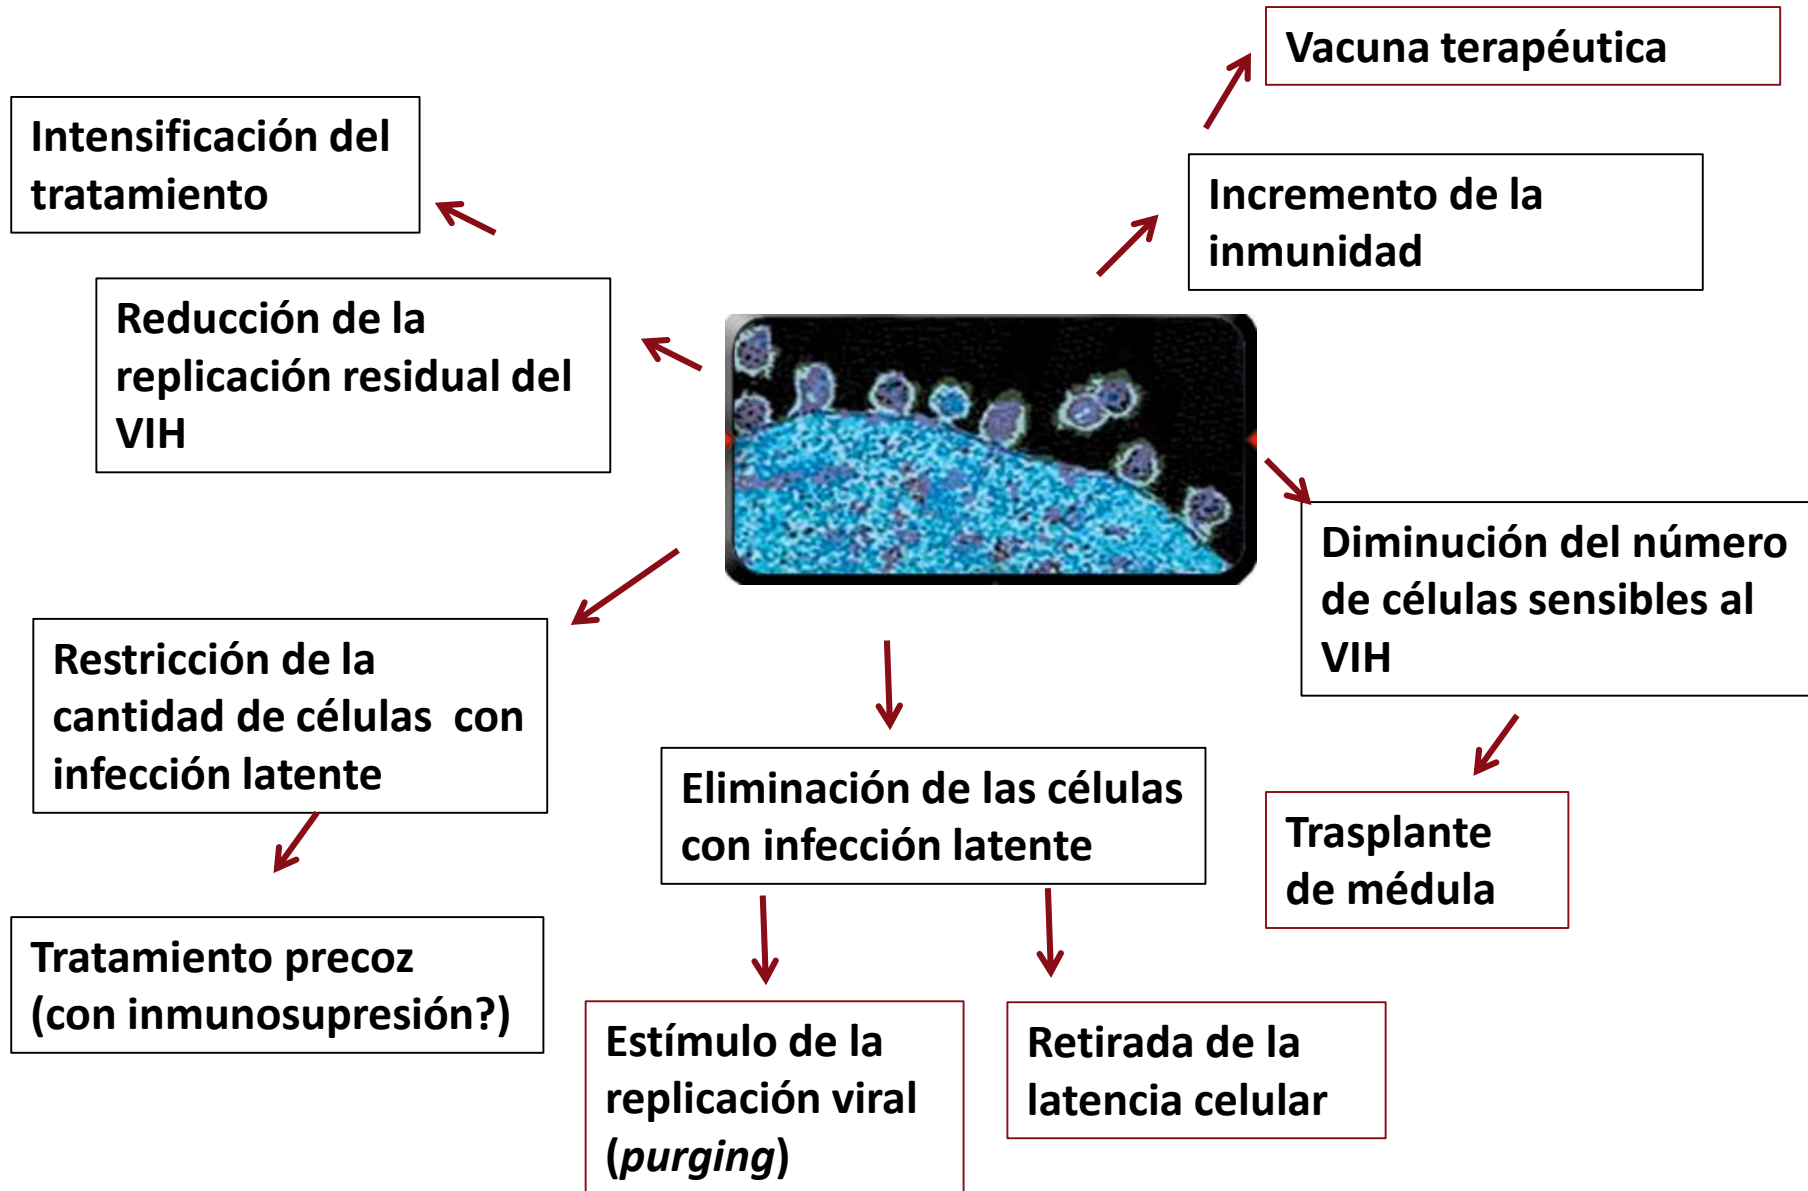 Vacuna terapéutica
Intensificación del
tratamiento
Incremento de la
inmunidad
Reducción de la
replicación residual del
VIH
Diminución del número
de células sensibles al
VIH
Restricción de la
cantidad de células con
infección latente
Eliminación de las células
con infección latente
Trasplante
de médula
Tratamiento precoz
(con inmunosupresión?)
Estímulo de la
replicación viral
(purging)
Retirada de la
latencia celular